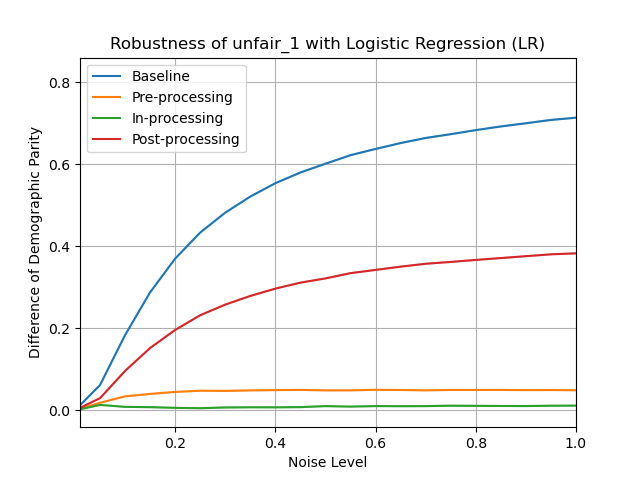 Robustness of unfair_1 with Logistic Regression (LR)
Baseline
Pre-processing
In-processing
Post-processing
Difference of Demographic Parity
0.8
0.6
0.4
0.2
0.0
0.2
0.4
0.6
0.8
1.0
Noise Level